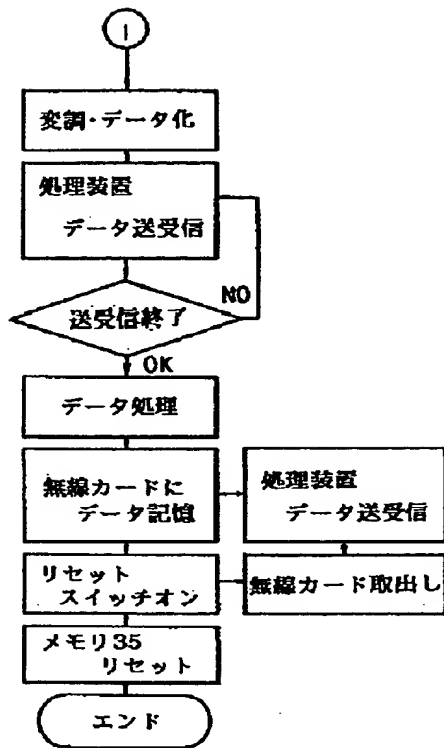 1
変調・データ化
処理装置
データ送受信
NO
送受信終了
OK
データ処理
無線カードに
データ記憶
処理装置
データ送受信
リセット
スイッチオン
無線カード取出し
メモリ35
リセット
エンド